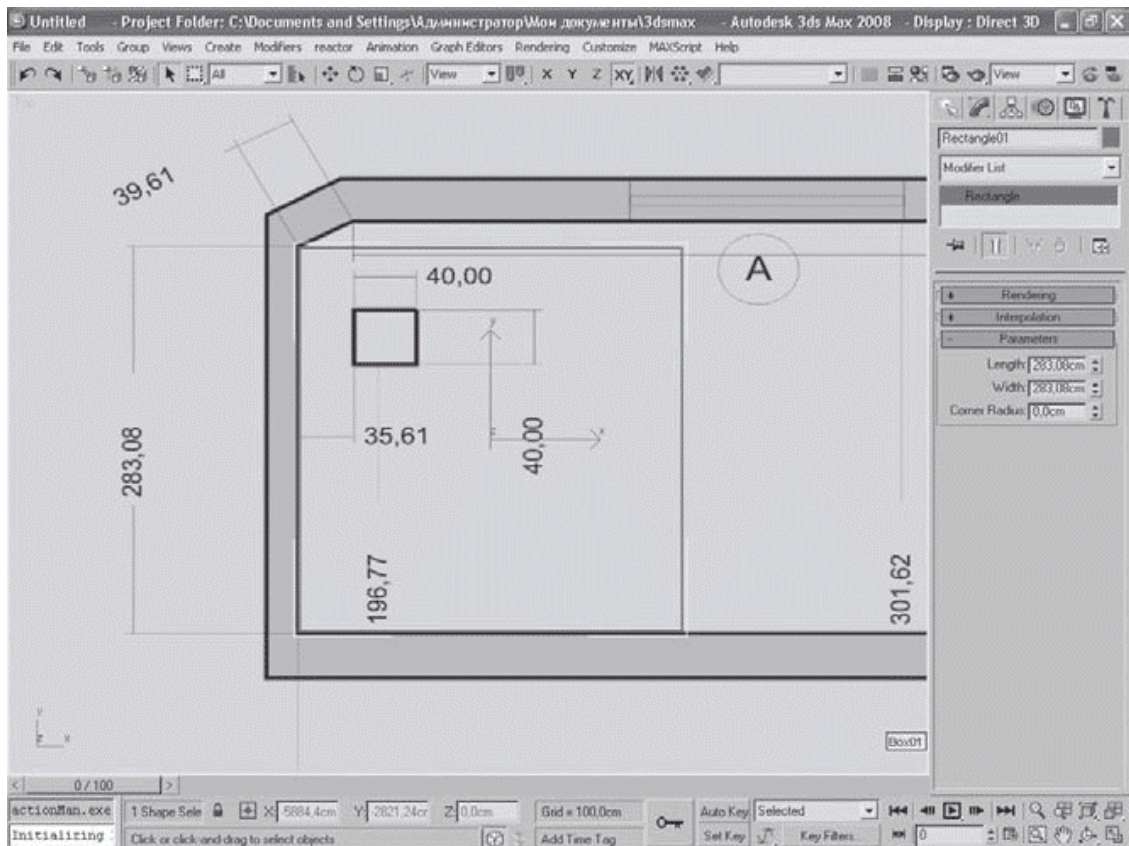 Untitled - Project Folder: C:\Documents and Settings\Администратор\Мои документы\3dsmax - Autodesk 3ds Max 2008 - Display : Direct 3D
File Edit Tools Group Views Create Modifiers reactor Animation Graph Editors Rendering Customize MAXScript Help
All View X Y Z XY View
Rectangle01
Modifier List
Rectangle
Rendering
Interpolation
Parameters
Length: 283,08cm
Width: 283,08cm
Corner Radius: 0,0cm
39,61
A
40,00
35,61
40,00
283,08
196,77
301,62
y
x
z
y
z
x
Box01
0 / 100
actionMan.exe 1 Shape Sele X: -5884,4cm Y: -2821,24cm Z: 0,0cm Grid = 100,0cm Auto Key Selected
Initializing Click or click-and-drag to select objects Add Time Tag Set Key Key Filters... 0